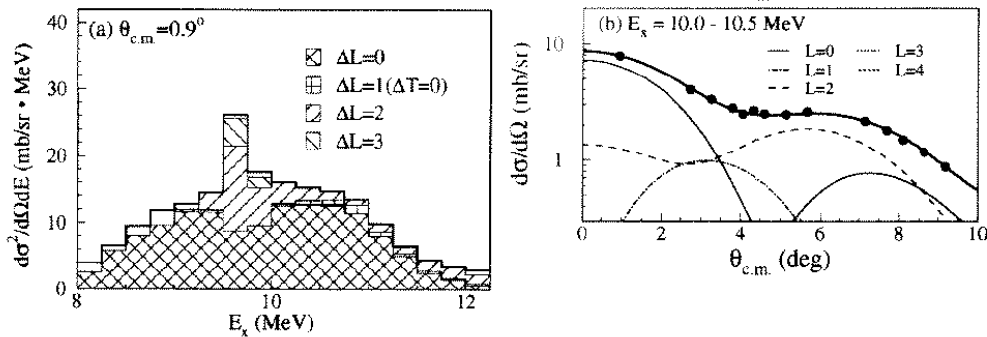 (a) θc.m.=0.9°
ΔL=0
ΔL=1(ΔT=0)
ΔL=2
ΔL=3
dσ²/dΩdE (mb/sr • MeV)
40
30
20
10
0
8
10
12
Ex (MeV)
(b) Ex = 10.0 - 10.5 MeV
L=0
L=3
L=1
L=4
L=2
dσ/dΩ (mb/sr)
10
1
0
2
4
6
8
10
θc.m. (deg)